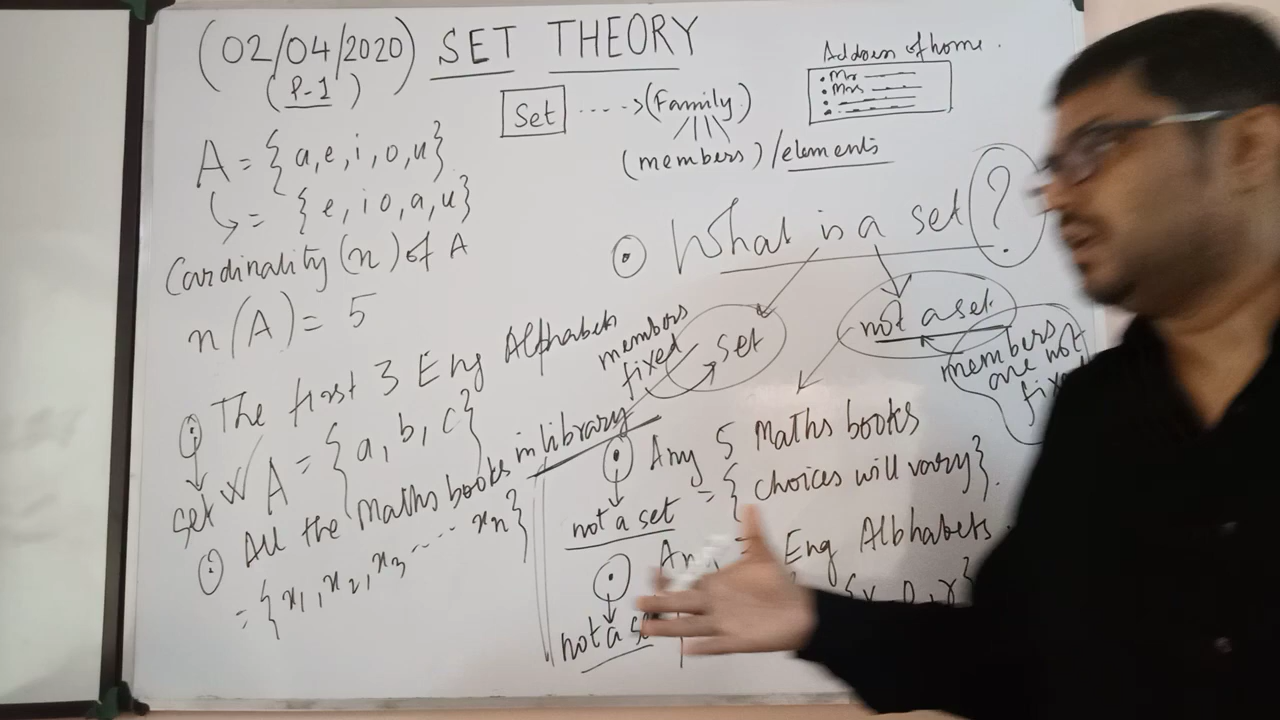 (02/04/2020) SET THEORY
(P-1)
Address of home.
Mr
Mrs
Set ----> (Family)
(members) / elements
A = {a, e, i, o, u}
= {e, i o, a, u}
Cardinality (n) of A
n(A) = 5
What is a set ?
set
not a set
members fixed
members are not
The first 3 Eng Alphabets
set A = {a, b, c}
All the Maths books in library
= {x1, x2, x3 ---- xn}
Any 5 Maths books
= {choices will vary}.
not a set
Eng Alphabets.
not a